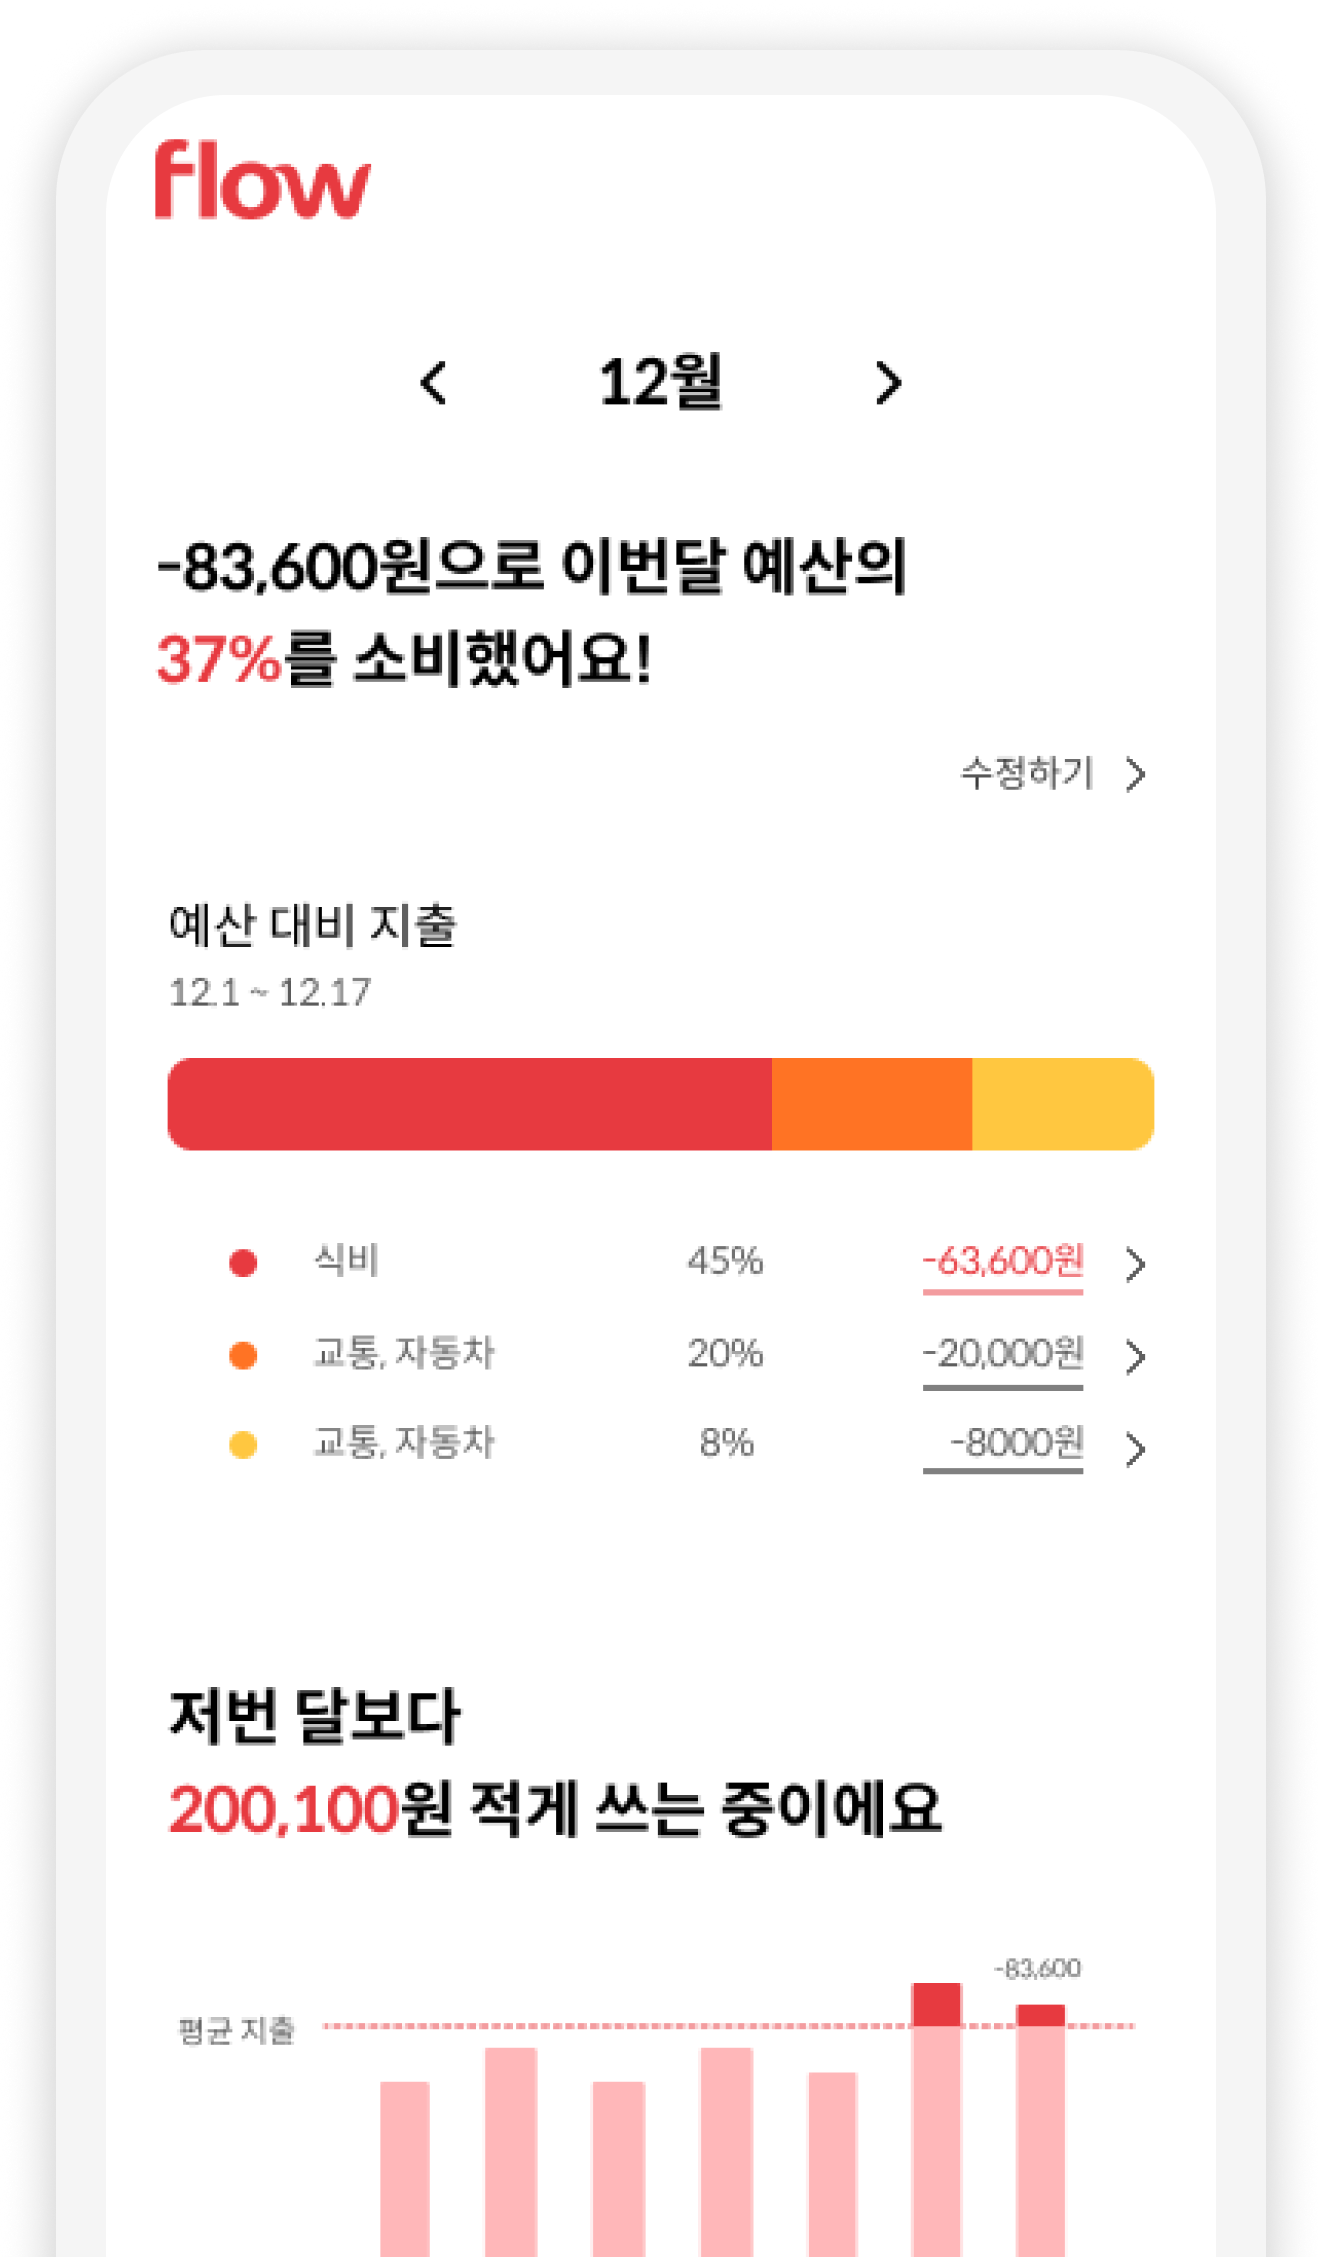 flow
12월
-83,600원으로 이번달 예산의
37%를 소비했어요!
수정하기
예산 대비 지출
12.1 ~ 12.17
식비 45% -63,600원
교통, 자동차 20% -20,000원
교통, 자동차 8% -8000원
저번 달보다
200,100원 적게 쓰는 중이에요
-83,600
평균 지출